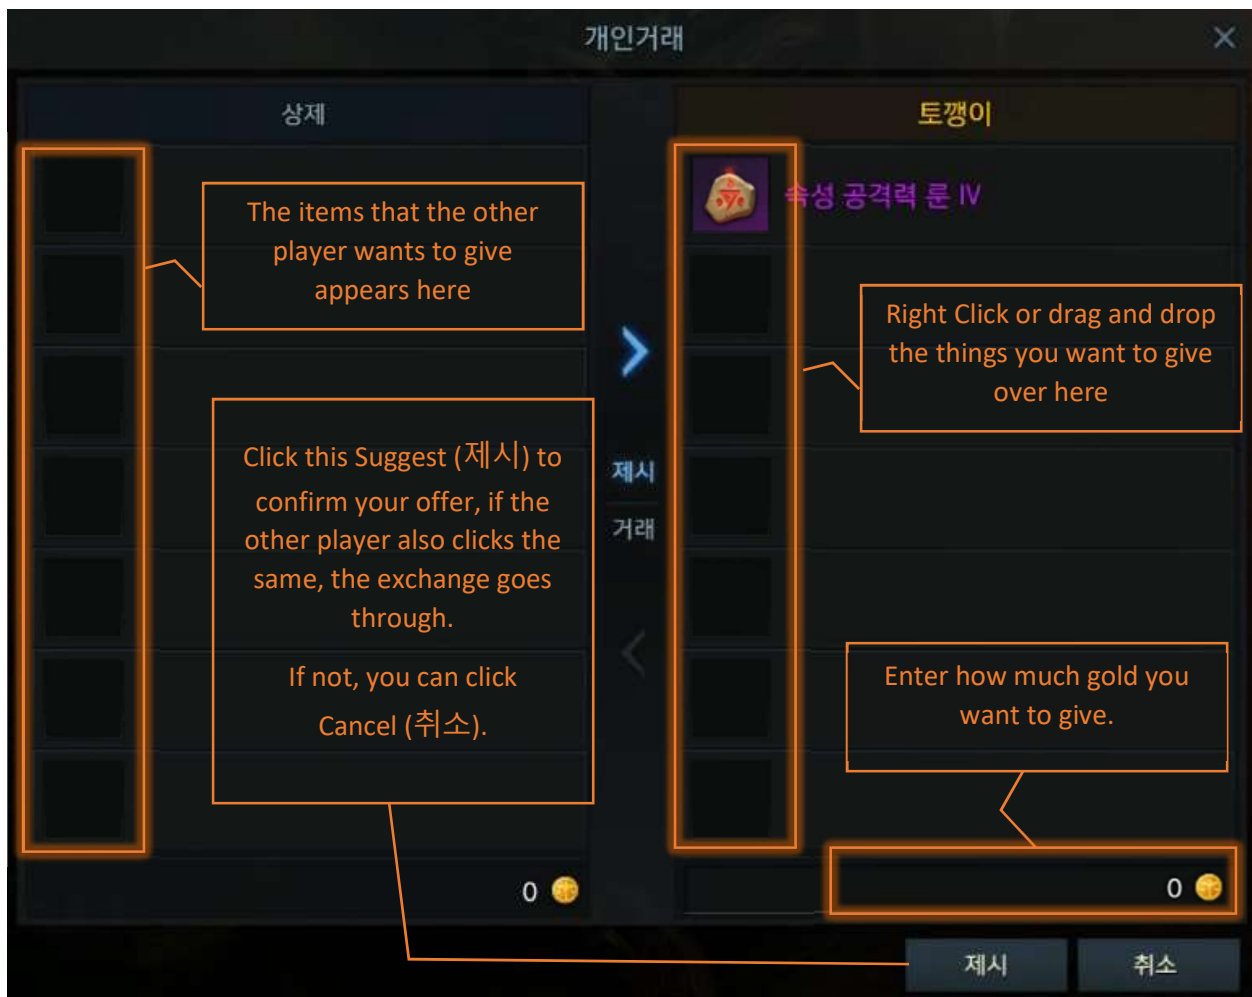 개인거래
상제
The items that the other
player wants to give
appears here
Click this Suggest (제시) to
confirm your offer, if the
other player also clicks the
same, the exchange goes
through.
If not, you can click
Cancel (취소).
0
제시
거래
토깽이
속성 공격력 룬 IV
Right Click or drag and drop
the things you want to give
over here
Enter how much gold you
want to give.
0
제시
취소